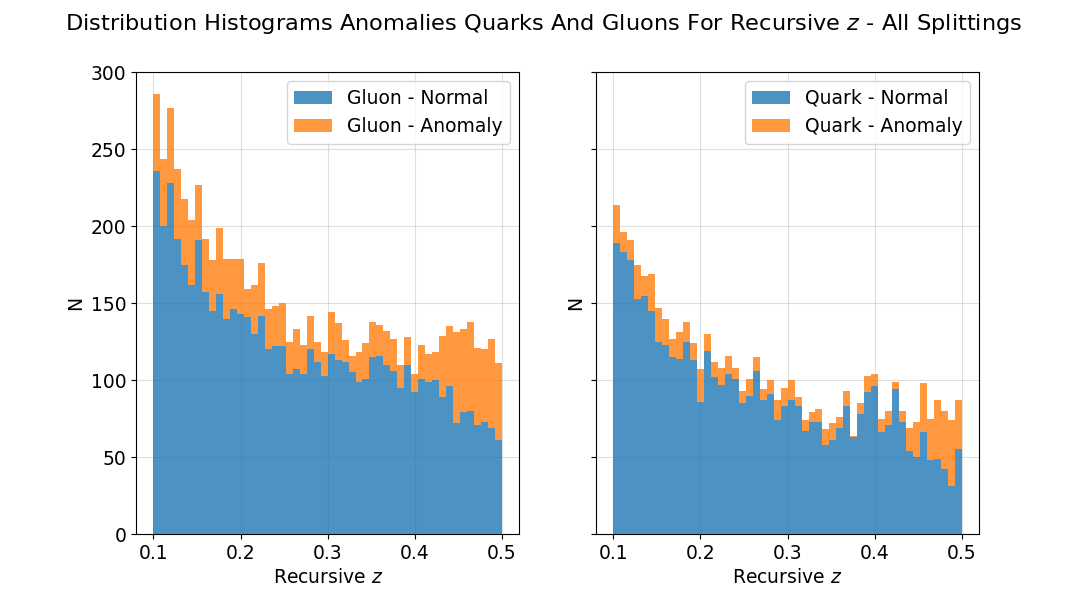 Distribution Histograms Anomalies Quarks And Gluons For Recursive z - All Splittings
Gluon - Normal
Gluon - Anomaly
Quark - Normal
Quark - Anomaly
300
250
200
150
100
50
0
N
N
0.1 0.2 0.3 0.4 0.5
0.1 0.2 0.3 0.4 0.5
Recursive z
Recursive z